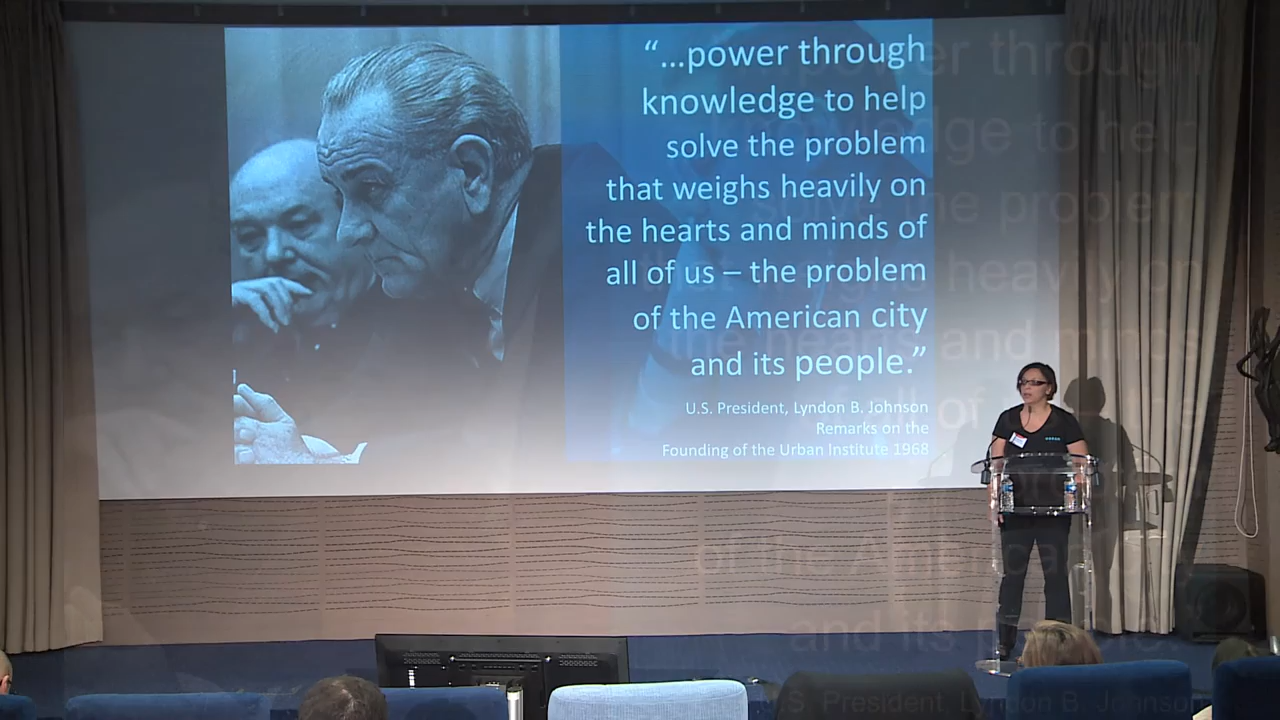 “...power through
knowledge to help
solve the problem
that weighs heavily on
the hearts and minds of
all of us – the problem
of the American city
and its people.”
U.S. President, Lyndon B. Johnson
Remarks on the
Founding of the Urban Institute 1968